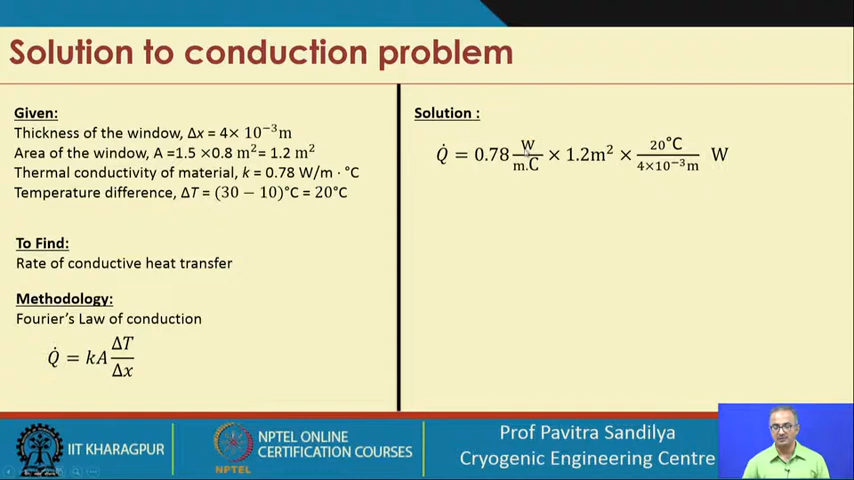 Solution to conduction problem
Given:
Thickness of the window, Δx = 4× 10⁻³m
Area of the window, A =1.5 ×0.8 m²= 1.2 m²
Thermal conductivity of material, k = 0.78 W/m · °C
Temperature difference, ΔT = (30 − 10)°C = 20°C
To Find:
Rate of conductive heat transfer
Methodology:
Fourier's Law of conduction
Q̇ = kA ΔT/Δx
Solution :
Q̇ = 0.78 W/m.C × 1.2m² × 20°C/4×10⁻³m W
IIT KHARAGPUR
NPTEL
NPTEL ONLINE
CERTIFICATION COURSES
Prof Pavitra Sandilya
Cryogenic Engineering Centre